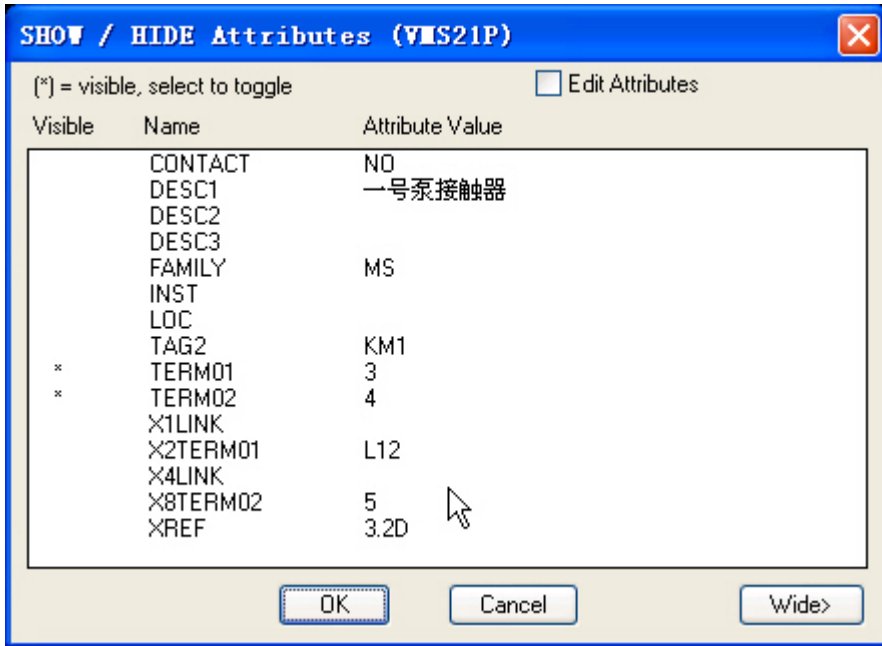 SHOW / HIDE Attributes (VMS21P)
(*) = visible, select to toggle Edit Attributes
Visible Name Attribute Value
CONTACT NO
DESC1 一号泵接触器
DESC2
DESC3
FAMILY MS
INST
LOC
TAG2 KM1
* TERM01 3
* TERM02 4
X1LINK
X2TERM01 L12
X4LINK
X8TERM02 5
XREF 3.2D
OK Cancel Wide>